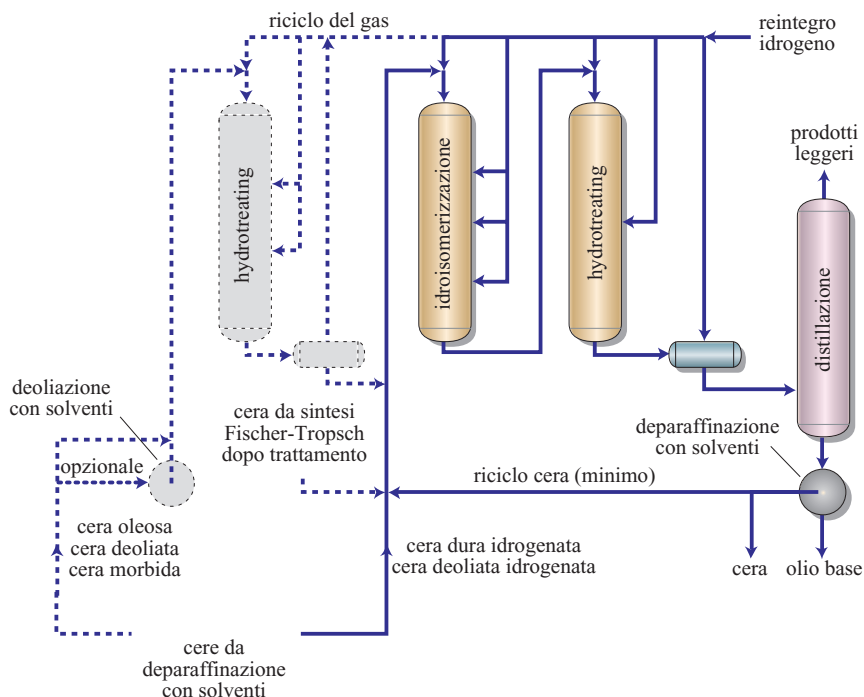 riciclo del gas
reintegro
idrogeno
prodotti
leggeri
hydrotreating
idroisomerizzazione
hydrotreating
distillazione
deoliazione
con solventi
cera da sintesi
Fischer-Tropsch
dopo trattamento
deparaffinazione
con solventi
opzionale
riciclo cera (minimo)
cera oleosa
cera deoliata
cera morbida
cera dura idrogenata
cera deoliata idrogenata
cera
olio base
cere da
deparaffinazione
con solventi